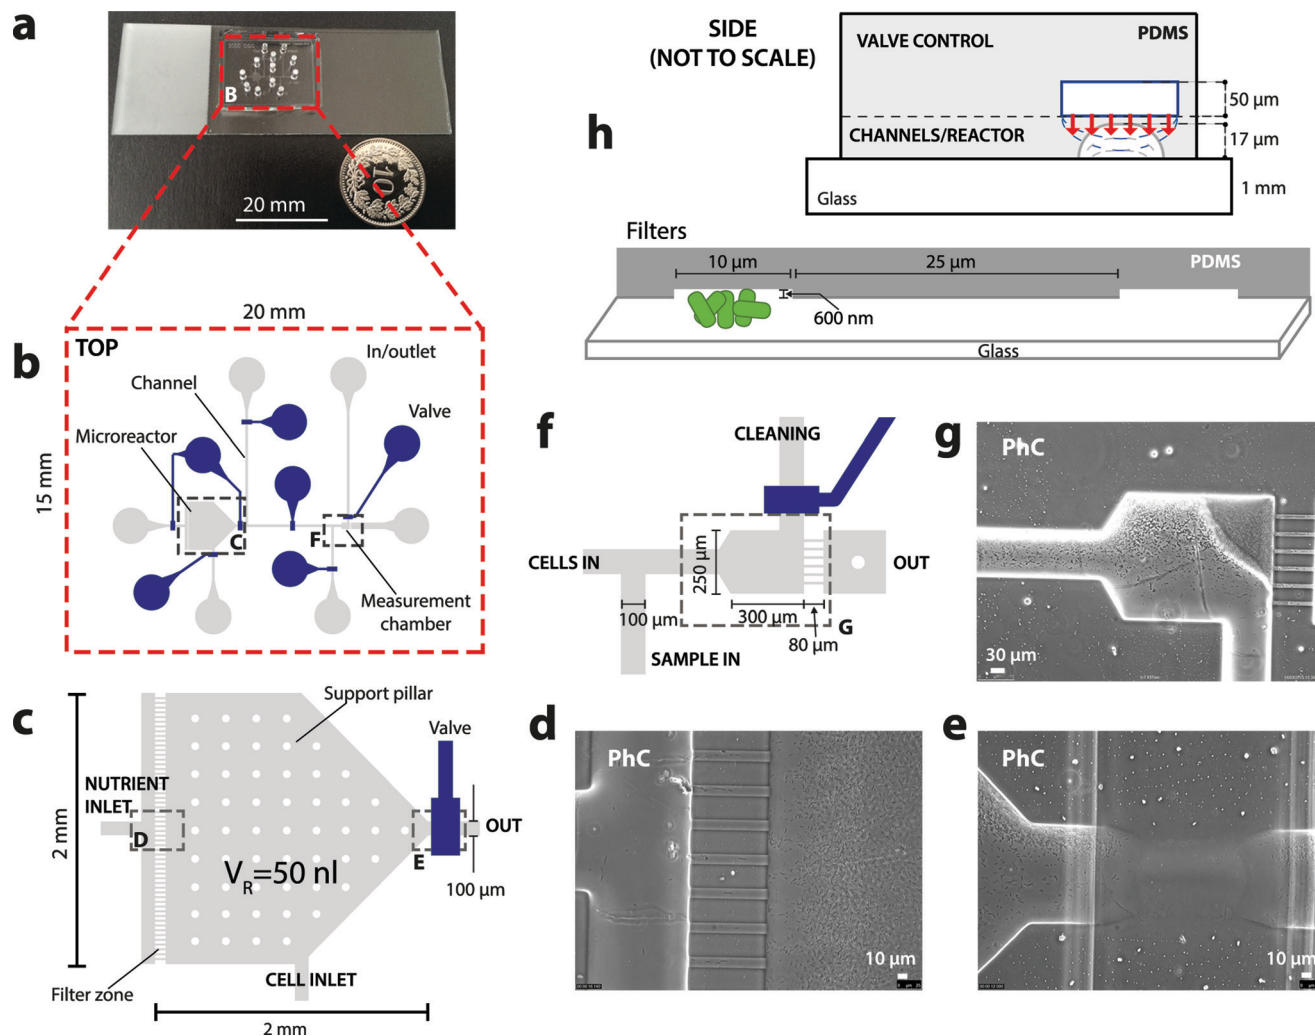 a
B
20 mm
10
SIDE
(NOT TO SCALE)
VALVE CONTROL
PDMS
50 µm
CHANNELS/REACTOR
17 µm
Glass
1 mm
h
Filters
10 µm
25 µm
PDMS
600 nm
Glass
b
20 mm
15 mm
TOP
In/outlet
Channel
Valve
Microreactor
C
F
Measurement
chamber
f
CLEANING
CELLS IN
250 µm
OUT
100 µm
300 µm
80 µm
G
SAMPLE IN
g
PhC
30 µm
c
Support pillar
Valve
NUTRIENT
INLET
D
2 mm
E
OUT
VR=50 nl
100 µm
CELL INLET
Filter zone
2 mm
d
PhC
10 µm
e
PhC
10 µm